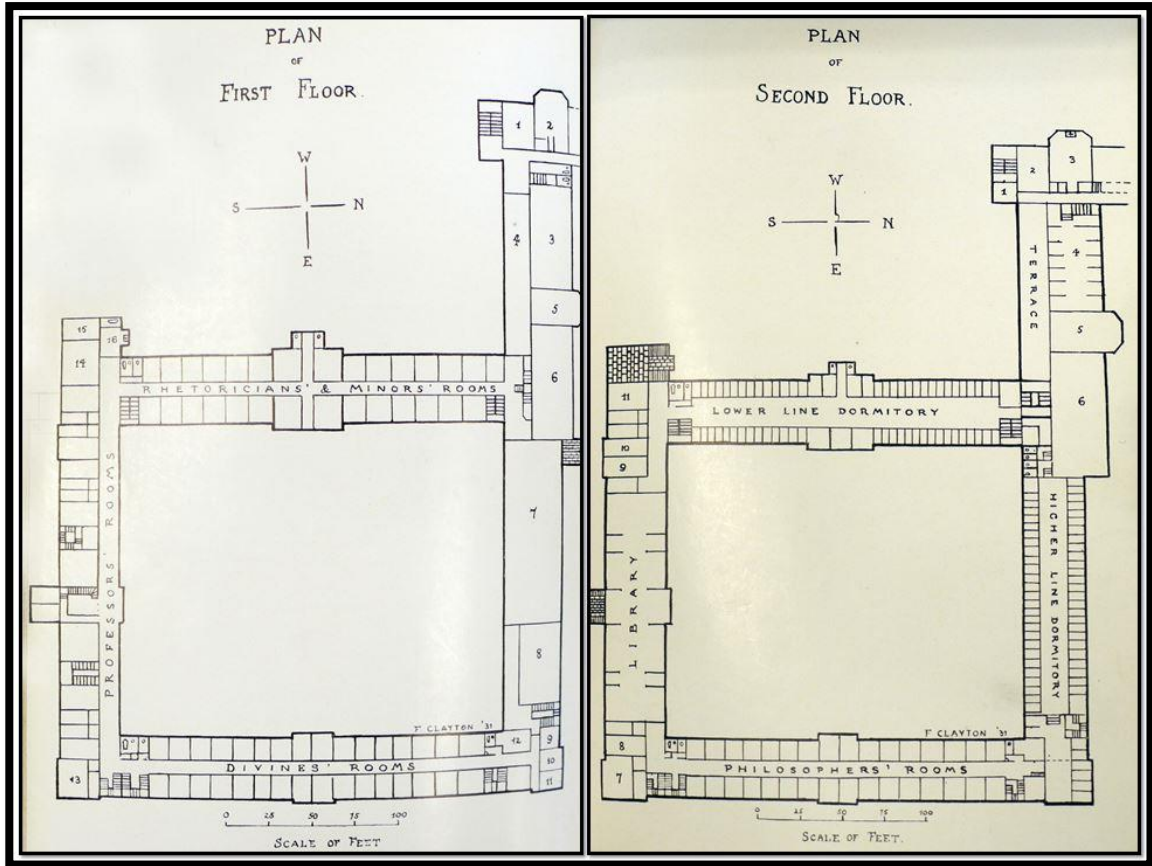 PLAN
OF
FIRST FLOOR.
W
S N
E
1 2
3
4
5
6
7
8
9
10
11
12
13
14
15
16
RHETORICIANS' & MINORS' ROOMS
PROFESSORS' ROOMS
DIVINES' ROOMS
F CLAYTON '31
0 25 50 75 100
SCALE OF FEET
PLAN
OF
SECOND FLOOR.
W
S N
E
1
2
3
4
5
6
7
8
9
10
11
TERRACE
LOWER LINE DORMITORY
HIGHER LINE DORMITORY
LIBRARY
PHILOSOPHERS' ROOMS
F CLAYTON '31
0 25 50 75 100
SCALE OF FEET.